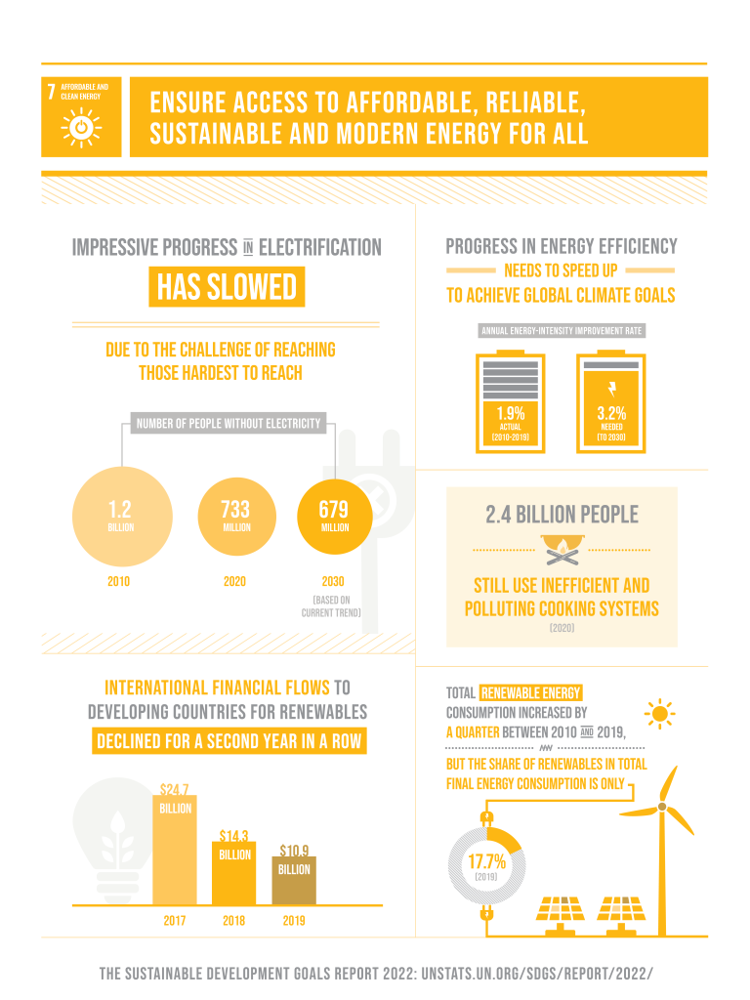 7 AFFORDABLE AND
CLEAN ENERGY
ENSURE ACCESS TO AFFORDABLE, RELIABLE,
SUSTAINABLE AND MODERN ENERGY FOR ALL
IMPRESSIVE PROGRESS IN ELECTRIFICATION
HAS SLOWED
DUE TO THE CHALLENGE OF REACHING
THOSE HARDEST TO REACH
NUMBER OF PEOPLE WITHOUT ELECTRICITY
1.2
BILLION
2010
733
MILLION
2020
679
MILLION
2030
(BASED ON
CURRENT TREND)
PROGRESS IN ENERGY EFFICIENCY
NEEDS TO SPEED UP
TO ACHIEVE GLOBAL CLIMATE GOALS
ANNUAL ENERGY-INTENSITY IMPROVEMENT RATE
1.9%
ACTUAL
(2010-2019)
3.2%
NEEDED
(TO 2030)
2.4 BILLION PEOPLE
STILL USE INEFFICIENT AND
POLLUTING COOKING SYSTEMS
(2020)
INTERNATIONAL FINANCIAL FLOWS TO
DEVELOPING COUNTRIES FOR RENEWABLES
DECLINED FOR A SECOND YEAR IN A ROW
$24.7
BILLION
2017
$14.3
BILLION
2018
$10.9
BILLION
2019
TOTAL RENEWABLE ENERGY
CONSUMPTION INCREASED BY
A QUARTER BETWEEN 2010 AND 2019,
BUT THE SHARE OF RENEWABLES IN TOTAL
FINAL ENERGY CONSUMPTION IS ONLY
17.7%
(2019)
THE SUSTAINABLE DEVELOPMENT GOALS REPORT 2022: UNSTATS.UN.ORG/SDGS/REPORT/2022/